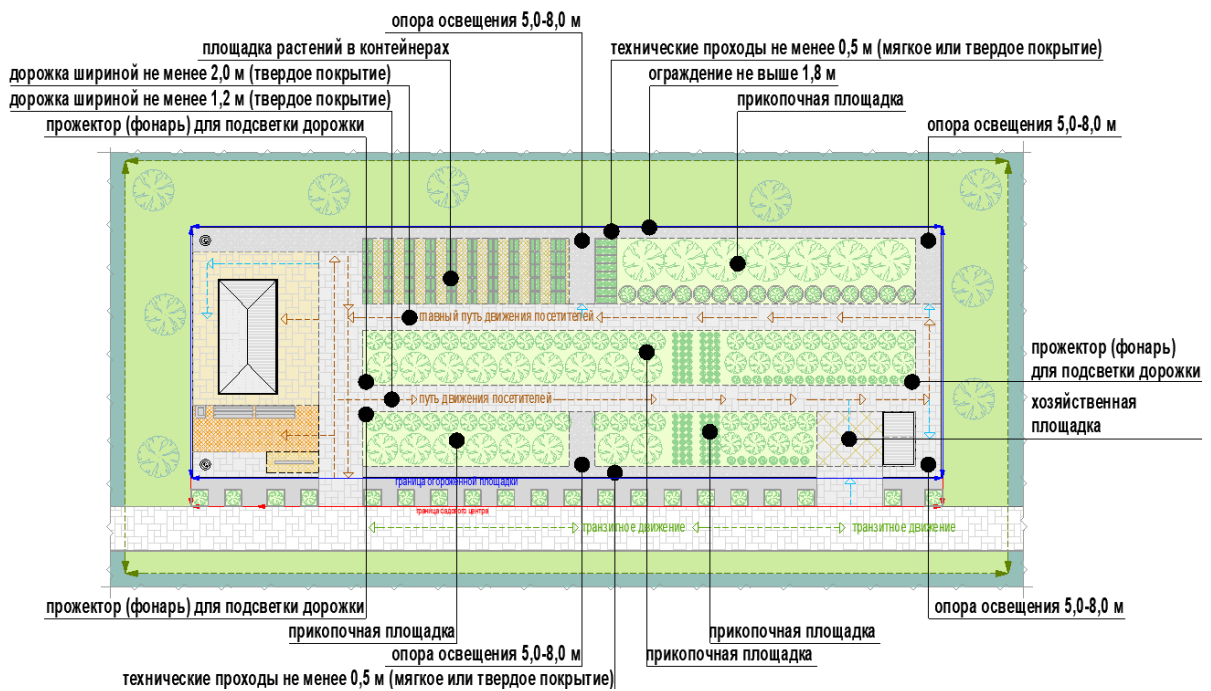 опора освещения 5,0-8,0 м
площадка растений в контейнерах
технические проходы не менее 0,5 м (мягкое или твердое покрытие)
дорожка шириной не менее 2,0 м (твердое покрытие)
ограждение не выше 1,8 м
дорожка шириной не менее 1,2 м (твердое покрытие)
прикопочная площадка
прожектор (фонарь) для подсветки дорожки
опора освещения 5,0-8,0 м
главный путь движения посетителей
прожектор (фонарь)
для подсветки дорожки
путь движения посетителей
хозяйственная
площадка
граница огороженной площадки
граница садового центра
транзитное движение
транзитное движение
прожектор (фонарь) для подсветки дорожки
опора освещения 5,0-8,0 м
прикопочная площадка
прикопочная площадка
опора освещения 5,0-8,0 м
прикопочная площадка
технические проходы не менее 0,5 м (мягкое или твердое покрытие)